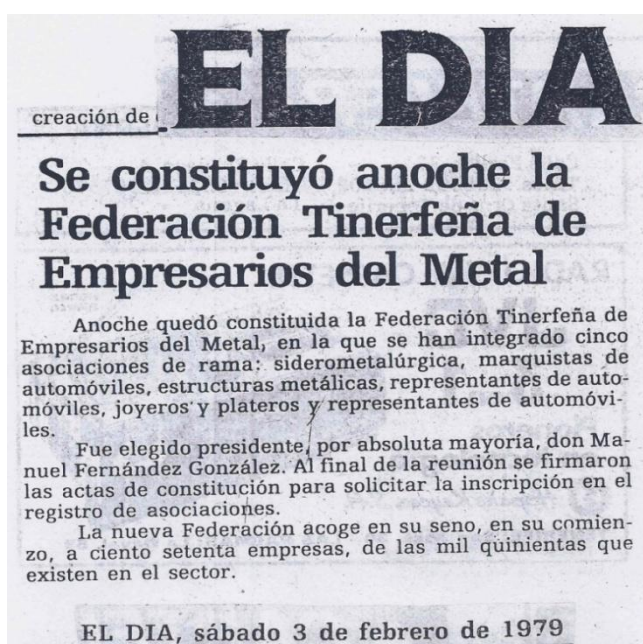 EL DIA
creación de
Se constituyó anoche la
Federación Tinerfeña de
Empresarios del Metal
Anoche quedó constituida la Federación Tinerfeña de
Empresarios del Metal, en la que se han integrado cinco
asociaciones de rama: siderometalúrgica, marquistas de
automóviles, estructuras metálicas, representantes de auto-
móviles, joyeros y plateros y representantes de automóvi-
les.
Fue elegido presidente, por absoluta mayoría, don Ma-
nuel Fernández González. Al final de la reunión se firmaron
las actas de constitución para solicitar la inscripción en el
registro de asociaciones.
La nueva Federación acoge en su seno, en su comien-
zo, a ciento setenta empresas, de las mil quinientas que
existen en el sector.
EL DIA, sábado 3 de febrero de 1979